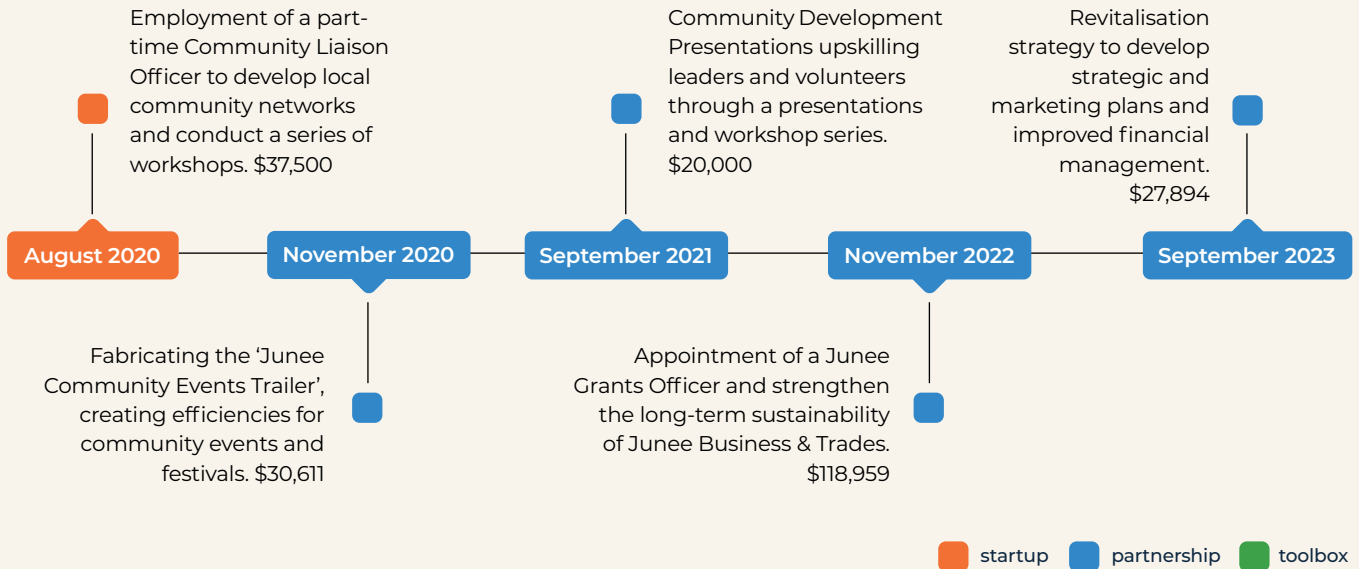 Employment of a part-
time Community Liaison
Officer to develop local
community networks
and conduct a series of
workshops. $37,500
Community Development
Presentations upskilling
leaders and volunteers
through a presentations
and workshop series.
$20,000
Revitalisation
strategy to develop
strategic and
marketing plans and
improved financial
management.
$27,894
August 2020
November 2020
September 2021
November 2022
September 2023
Fabricating the ‘Junee
Community Events Trailer’,
creating efficiencies for
community events and
festivals. $30,611
Appointment of a Junee
Grants Officer and strengthen
the long-term sustainability
of Junee Business & Trades.
$118,959
startup
partnership
toolbox